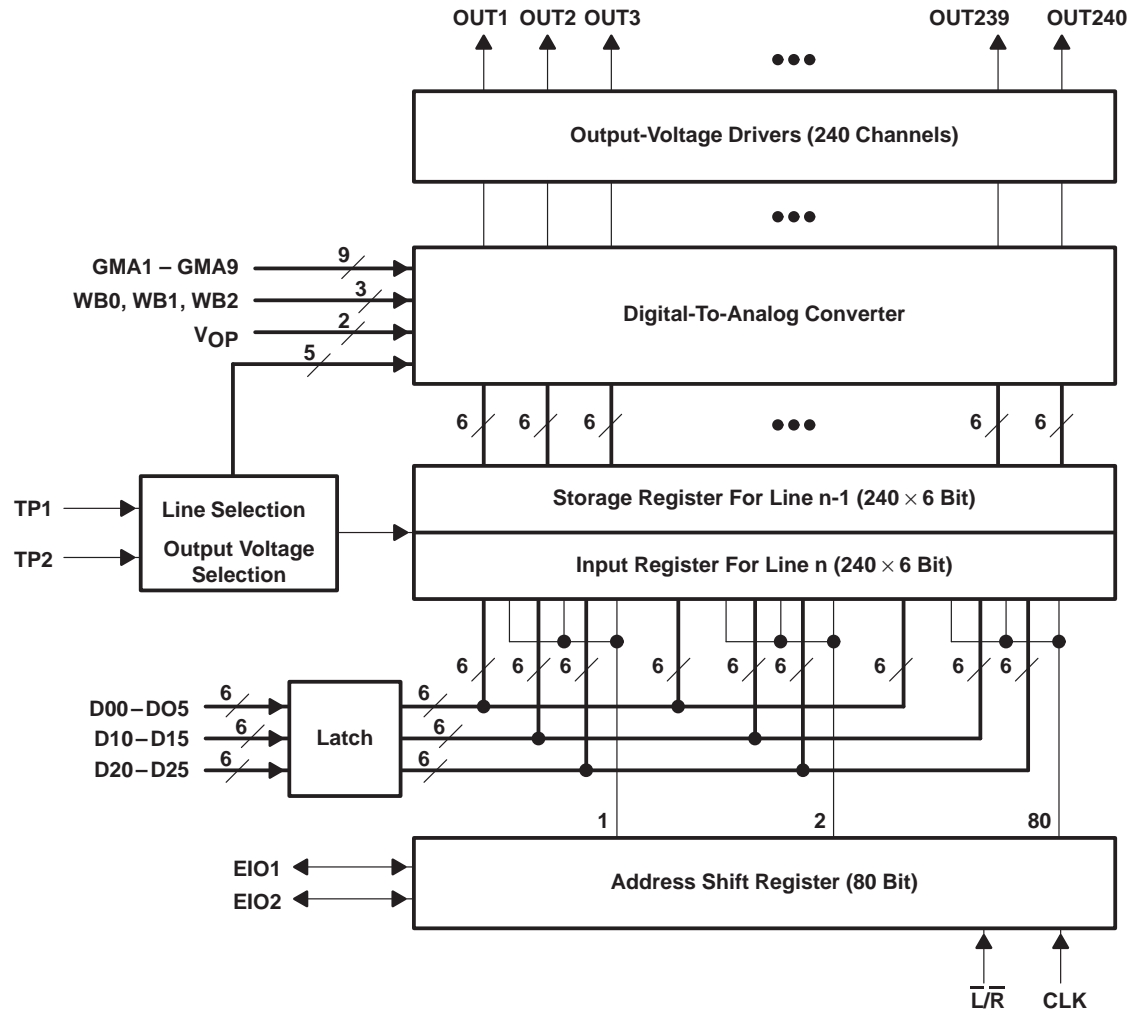 OUT1 OUT2 OUT3 OUT239 OUT240
•••
Output-Voltage Drivers (240 Channels)
•••
GMA1 – GMA9 9
WB0, WB1, WB2 3
VOP 2
5
Digital-To-Analog Converter
6 6 6 ••• 6 6
Storage Register For Line n-1 (240 × 6 Bit)
TP1
TP2
Line Selection
Output Voltage
Selection
Input Register For Line n (240 × 6 Bit)
6 6 6 6 6 6 6 6 6
D00–DO5 6 6
D10–D15 6 6
D20–D25 6 6
Latch
1 2 80
EIO1
EIO2
Address Shift Register (80 Bit)
L̅/R̅ CLK